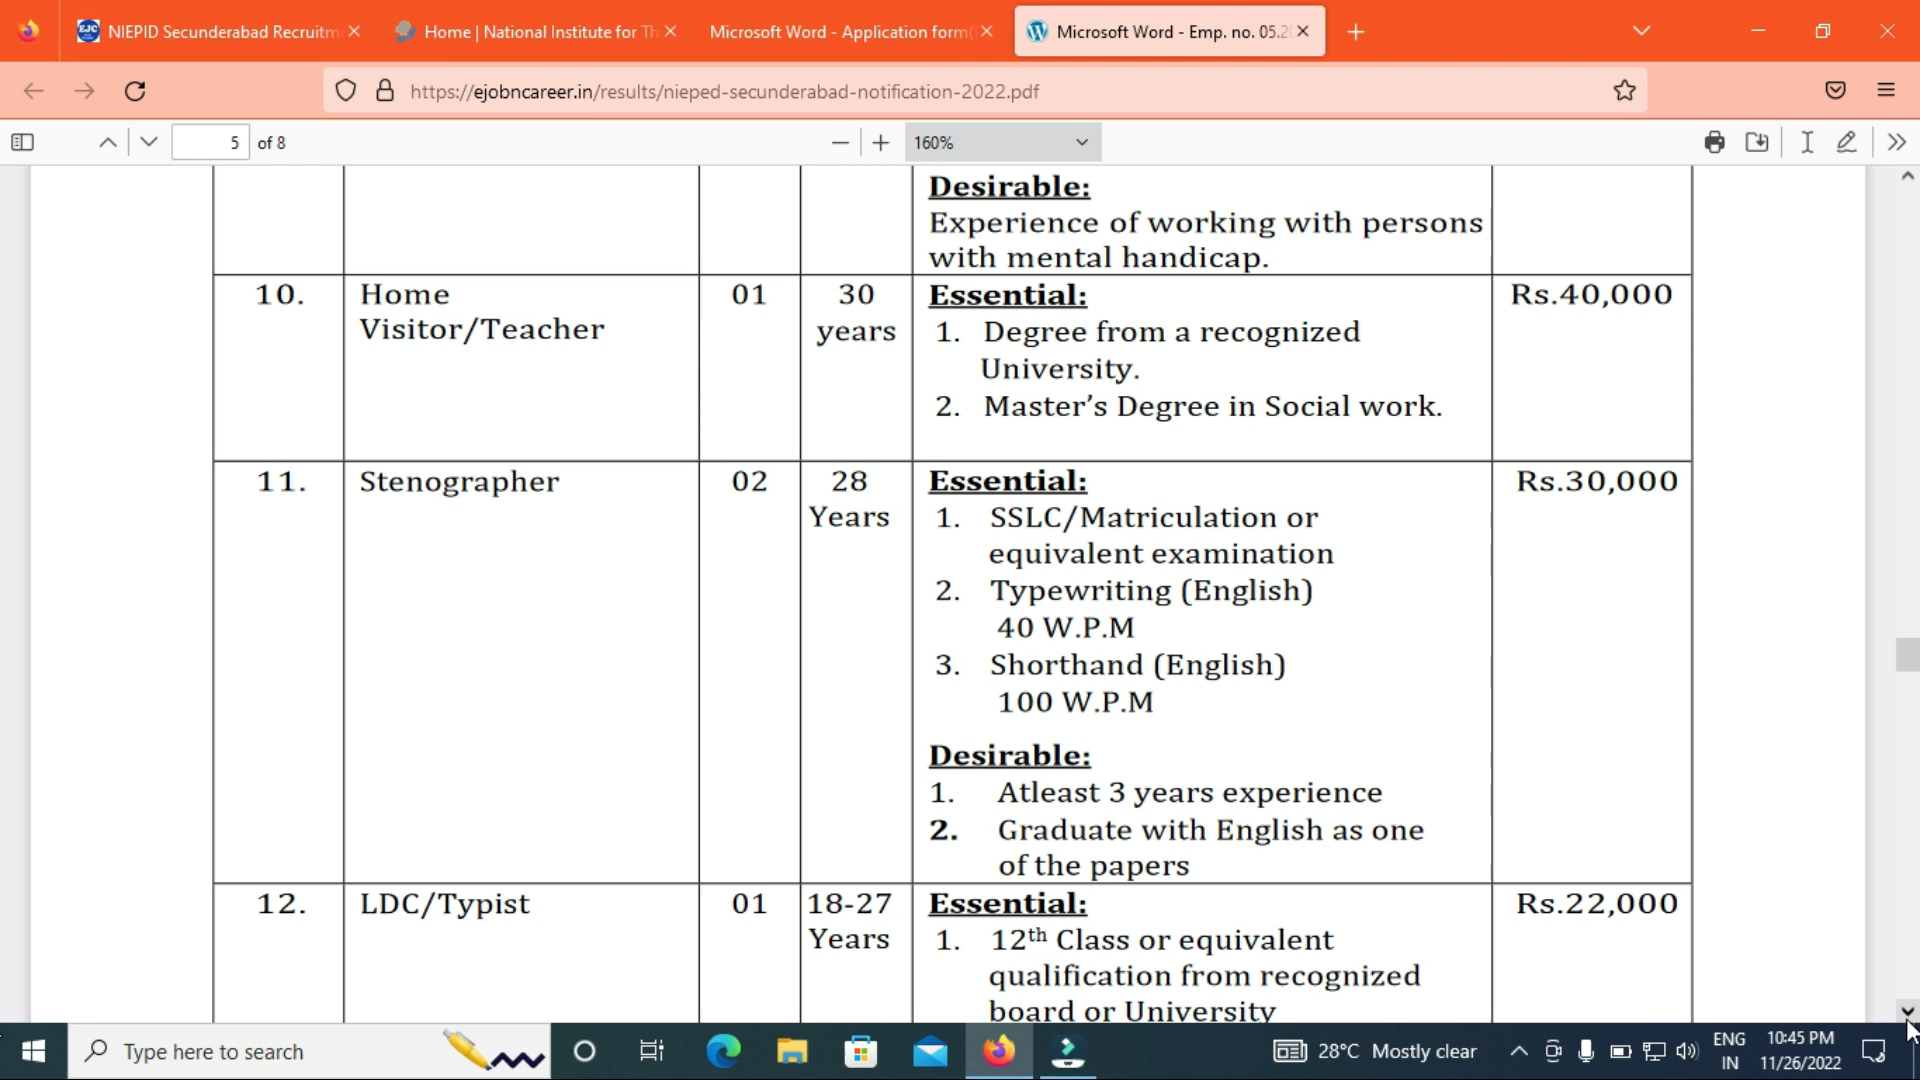 NIEPID Secunderabad Recruitm
Home | National Institute for Th
Microsoft Word - Application form(
Microsoft Word - Emp. no. 05.20
https://ejobncareer.in/results/nieped-secunderabad-notification-2022.pdf
5 of 8
160%
Desirable:
Experience of working with persons
with mental handicap.
10. Home 01 30 Essential: Rs.40,000
Visitor/Teacher years 1. Degree from a recognized
University.
2. Master’s Degree in Social work.
11. Stenographer 02 28 Essential: Rs.30,000
Years 1. SSLC/Matriculation or
equivalent examination
2. Typewriting (English)
40 W.P.M
3. Shorthand (English)
100 W.P.M
Desirable:
1. Atleast 3 years experience
2. Graduate with English as one
of the papers
12. LDC/Typist 01 18-27 Essential: Rs.22,000
Years 1. 12th Class or equivalent
qualification from recognized
board or University
Type here to search
28°C Mostly clear
ENG
IN
10:45 PM
11/26/2022